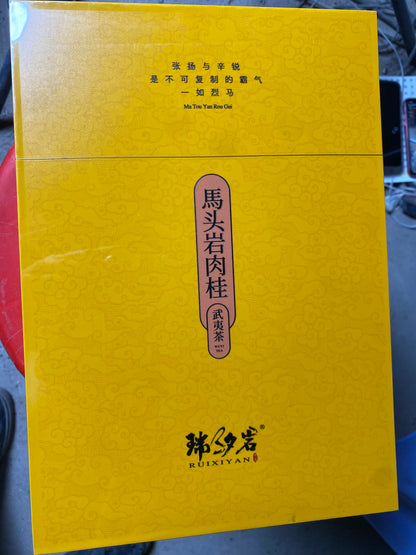 张扬与辛锐
是不可复制的霸气
一如烈马
Ma Tou Yan Rou Gui
馬头岩肉桂
武夷茶
WUYI
TEA
瑞夕岩®
RUIXIYAN